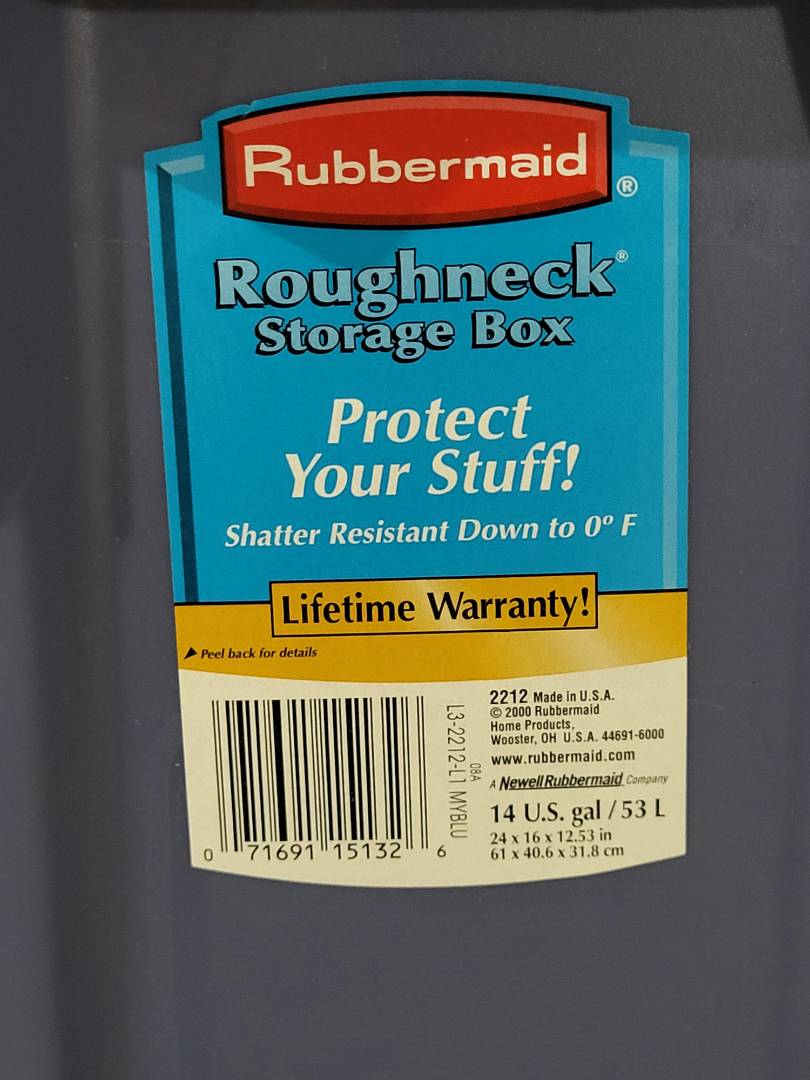 Rubbermaid®
Roughneck®
Storage Box
Protect
Your Stuff!
Shatter Resistant Down to 0° F
Lifetime Warranty!
▲ Peel back for details
0 71691 15132 6
L3-2212-L1 MYBLU
08A
2212 Made in U.S.A.
© 2000 Rubbermaid
Home Products,
Wooster, OH U.S.A. 44691-6000
www.rubbermaid.com
A NewellRubbermaid Company
14 U.S. gal / 53 L
24 x 16 x 12.53 in
61 x 40.6 x 31.8 cm